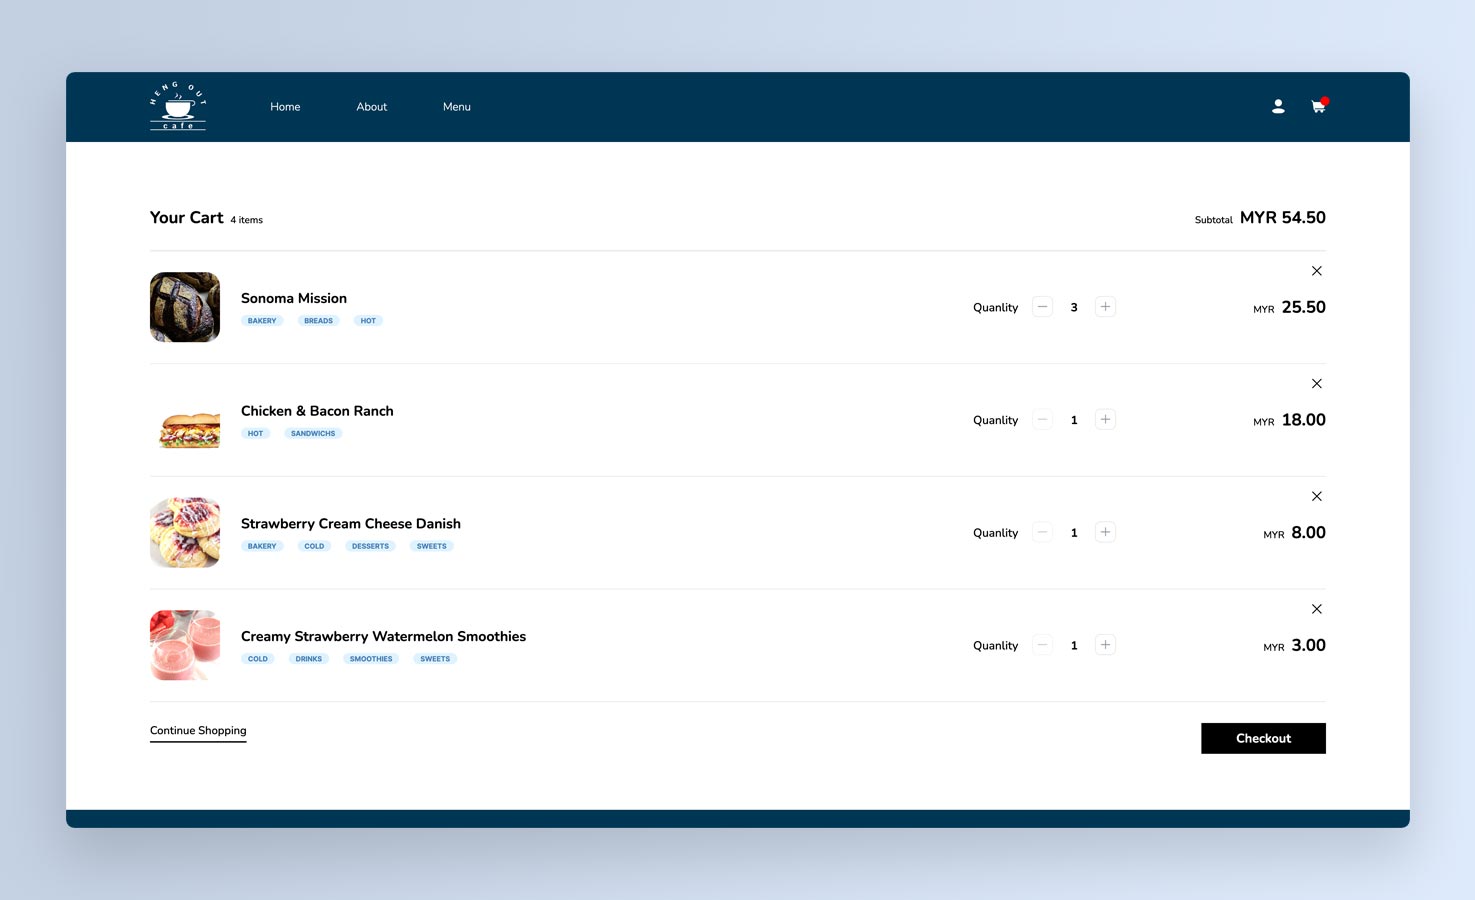 HENG OUT
cafe
Home About Menu
Your Cart 4 items Subtotal MYR 54.50
Sonoma Mission
BAKERY BREADS HOT
Quanlity 3 MYR 25.50
Chicken & Bacon Ranch
HOT SANDWICHS
Quanlity 1 MYR 18.00
Strawberry Cream Cheese Danish
BAKERY COLD DESSERTS SWEETS
Quanlity 1 MYR 8.00
Creamy Strawberry Watermelon Smoothies
COLD DRINKS SMOOTHIES SWEETS
Quanlity 1 MYR 3.00
Continue Shopping Checkout